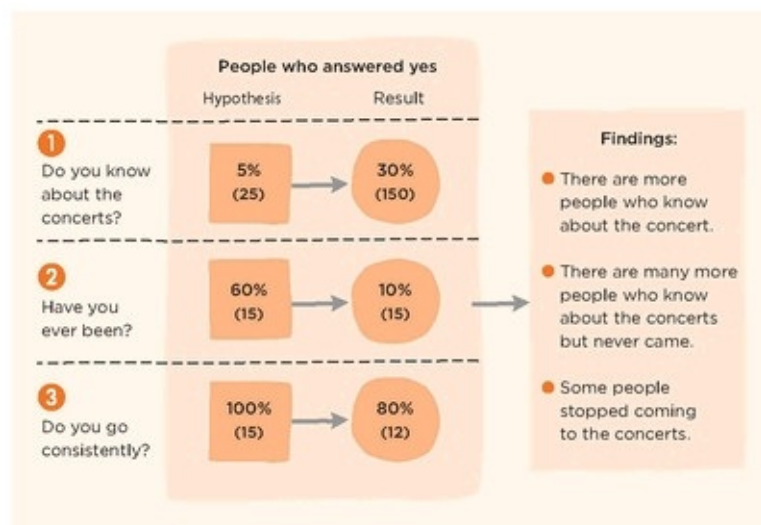 People who answered yes
Hypothesis Result
1
Do you know
about the
concerts?
5%
(25)
30%
(150)
2
Have you
ever been?
60%
(15)
10%
(15)
3
Do you go
consistently?
100%
(15)
80%
(12)
Findings:
There are more
people who know
about the concert.
There are many more
people who know
about the concerts
but never came.
Some people
stopped coming
to the concerts.